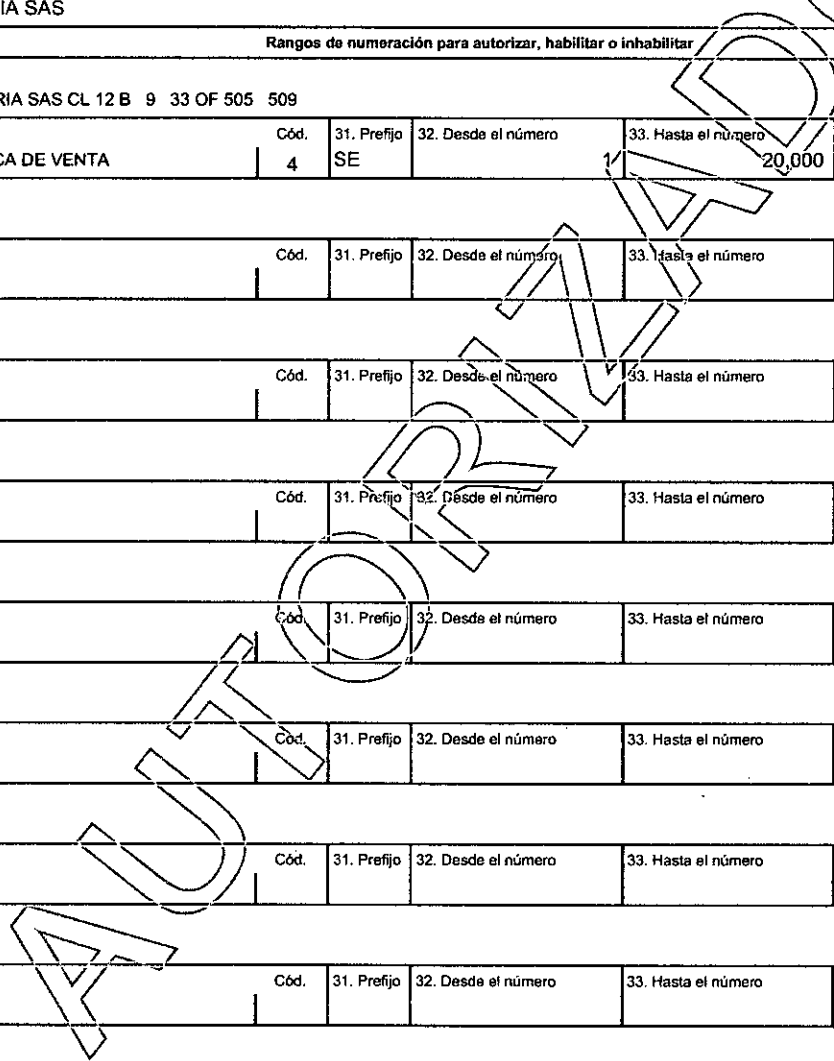 IA SAS
Rangos de numeración para autorizar, habilitar o inhabilitar
RIA SAS CL 12 B 9 33 OF 505 509
Cód. 31. Prefijo 32. Desde el número 33. Hasta el número
CA DE VENTA 4 SE 1 20,000
Cód. 31. Prefijo 32. Desde el número 33. Hasta el número
Cód. 31. Prefijo 32. Desde el número 33. Hasta el número
Cód. 31. Prefijo 32. Desde el número 33. Hasta el número
Cód. 31. Prefijo 32. Desde el número 33. Hasta el número
Cód. 31. Prefijo 32. Desde el número 33. Hasta el número
Cód. 31. Prefijo 32. Desde el número 33. Hasta el número
Cód. 31. Prefijo 32. Desde el número 33. Hasta el número
AUTORIZAD